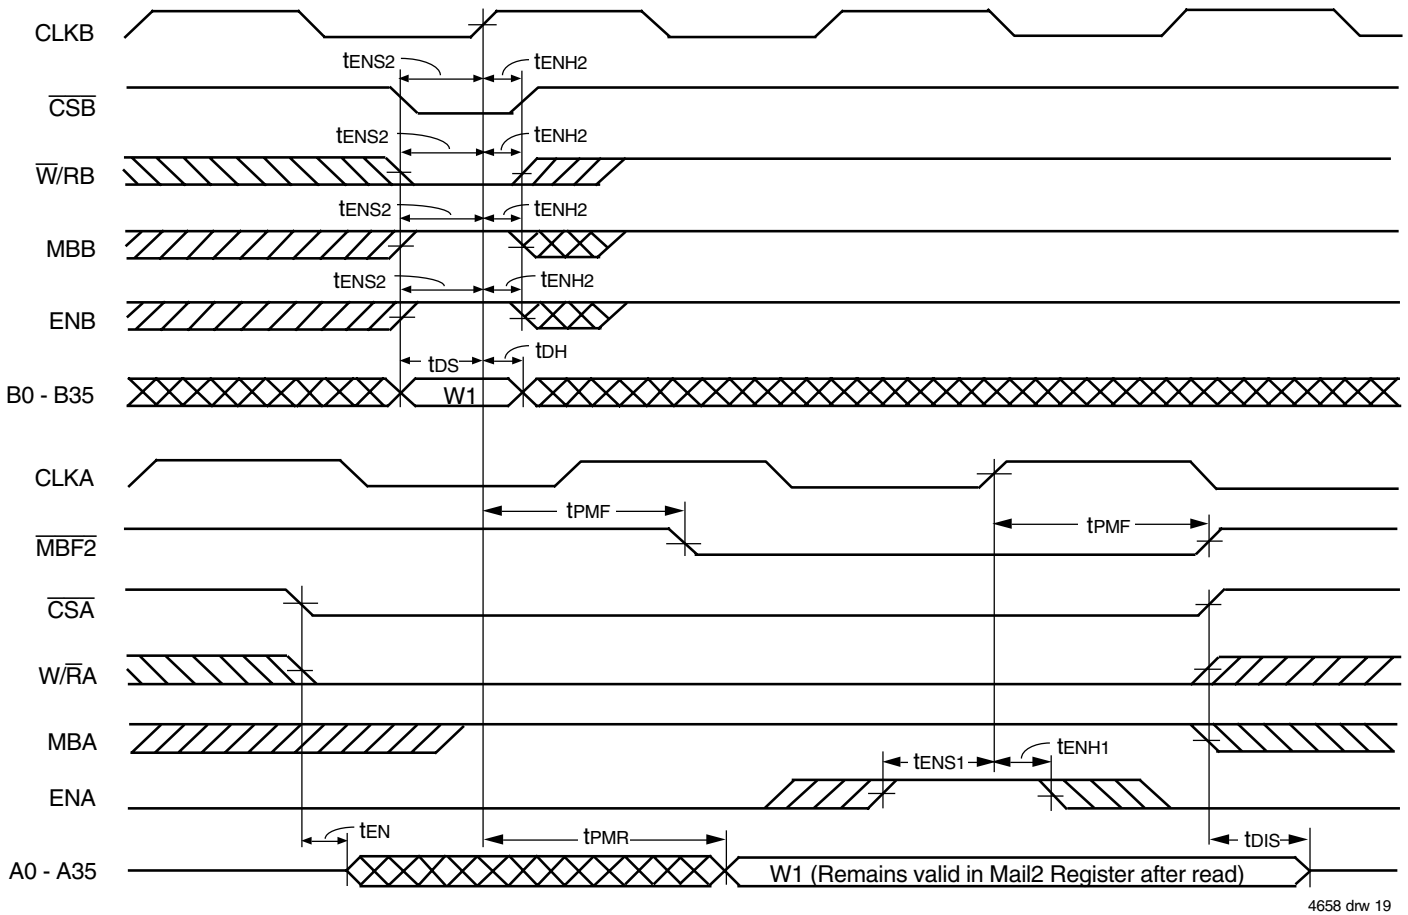 CLKB
tENS2 tENH2
CSB
tENS2 tENH2
W/RB
tENS2 tENH2
MBB
tENS2 tENH2
ENB
tDS tDH
B0 - B35 W1
CLKA
tPMF tPMF
MBF2
CSA
W/RA
MBA
tENS1 tENH1
ENA
tEN tPMR tDIS
A0 - A35 W1 (Remains valid in Mail2 Register after read)
4658 drw 19